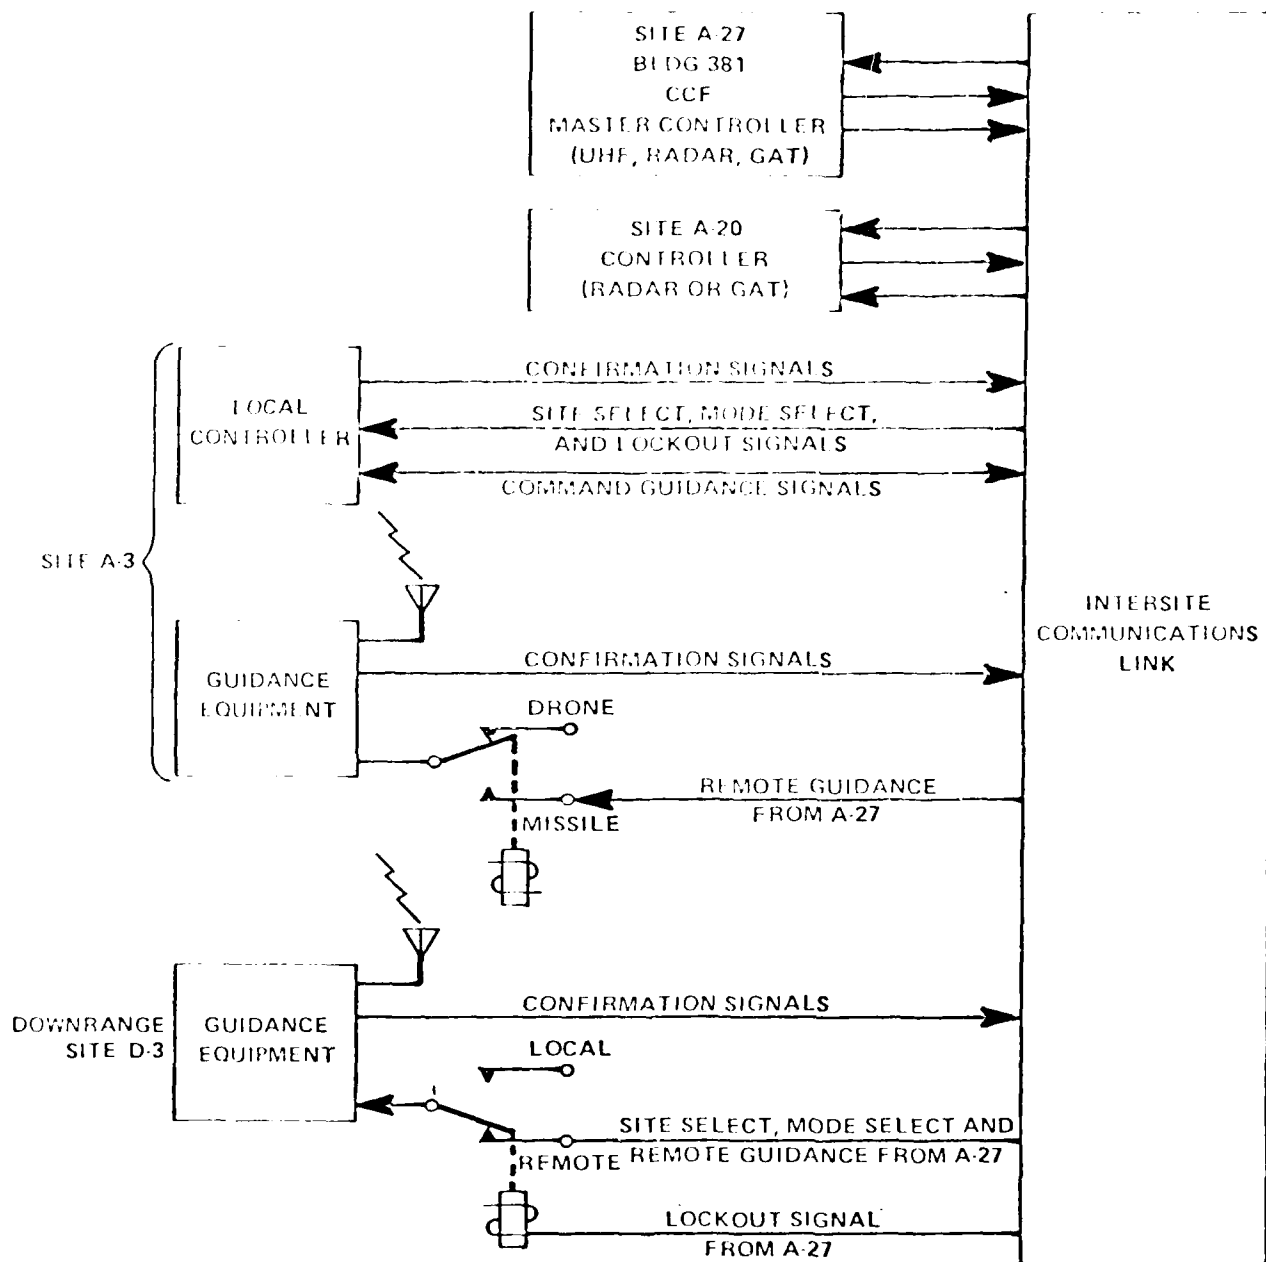 SITE A-27
BLDG 381
CCF
MASTER CONTROLLER
(UHF, RADAR, GAT)
SITE A-20
CONTROLLER
(RADAR OR GAT)
CONFIRMATION SIGNALS
LOCAL
CONTROLLER
SITE SELECT, MODE SELECT,
AND LOCKOUT SIGNALS
COMMAND GUIDANCE SIGNALS
SITE A-3
INTERSITE
COMMUNICATIONS
LINK
GUIDANCE
EQUIPMENT
CONFIRMATION SIGNALS
DRONE
REMOTE GUIDANCE
FROM A-27
MISSILE
DOWNRANGE
SITE D-3
GUIDANCE
EQUIPMENT
CONFIRMATION SIGNALS
LOCAL
SITE SELECT, MODE SELECT AND
REMOTE GUIDANCE FROM A-27
REMOTE
LOCKOUT SIGNAL
FROM A-27